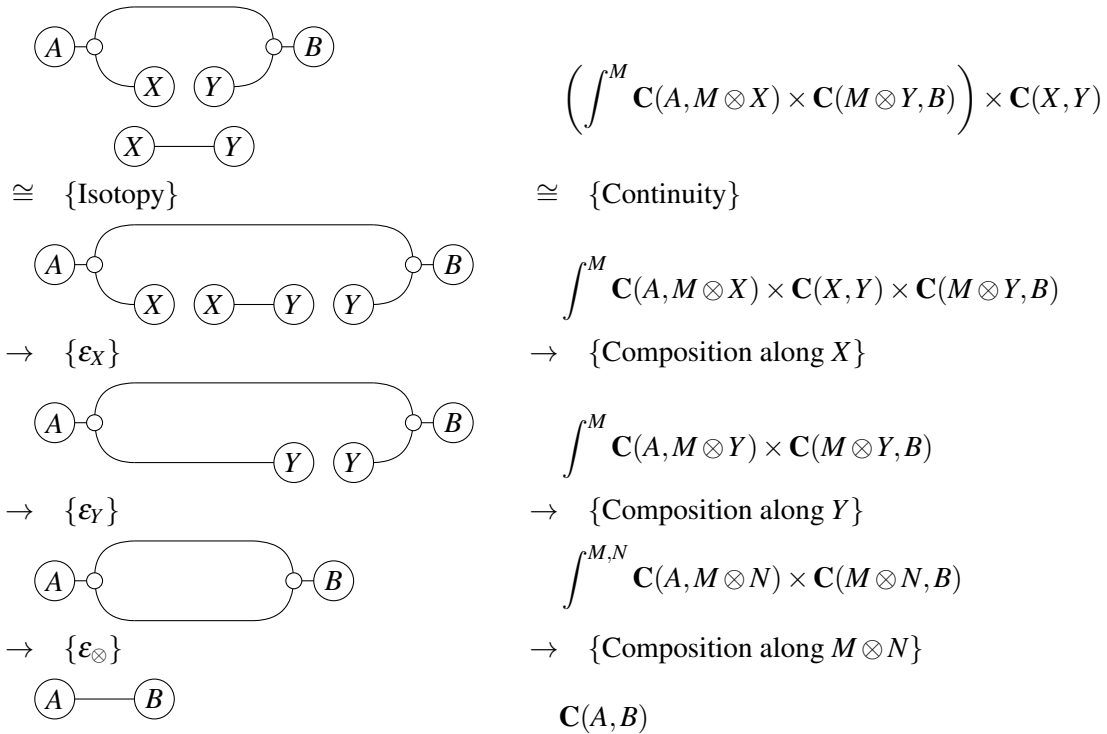 A B
X Y
(∫^M C(A, M ⊗ X) × C(M ⊗ Y, B)) × C(X, Y)
X Y
≅ {Isotopy} ≅ {Continuity}
A B
X X Y Y
∫^M C(A, M ⊗ X) × C(X, Y) × C(M ⊗ Y, B)
→ {ε_X} → {Composition along X}
A B
Y Y
∫^M C(A, M ⊗ Y) × C(M ⊗ Y, B)
→ {ε_Y} → {Composition along Y}
A B
∫^{M,N} C(A, M ⊗ N) × C(M ⊗ N, B)
→ {ε_⊗} → {Composition along M ⊗ N}
A B
C(A, B)